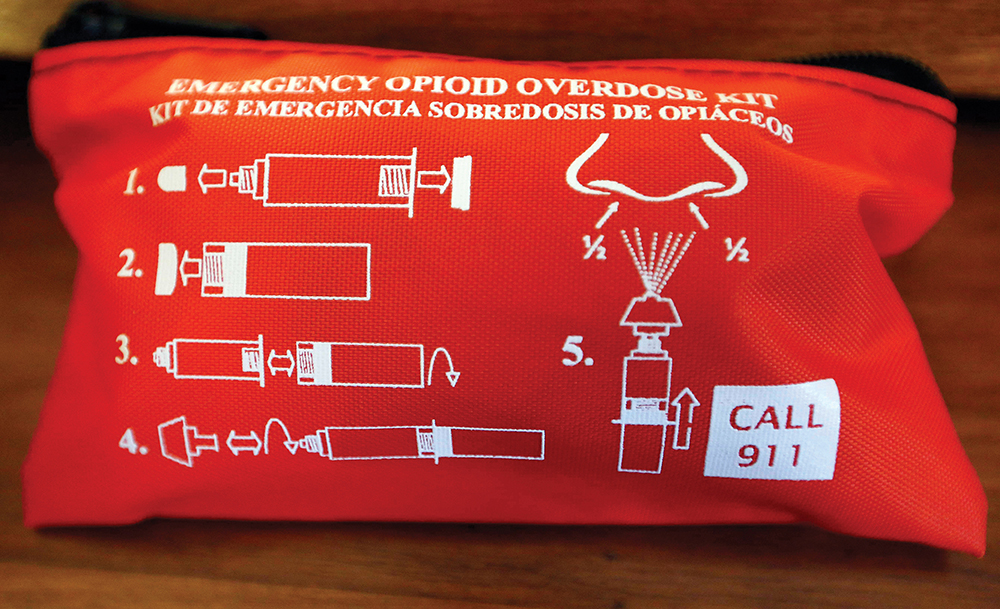 EMERGENCY OPIOID OVERDOSE KIT
KIT DE EMERGENCIA SOBREDOSIS DE OPIÁCEOS
1.
2.
3.
4.
½ ½
5.
CALL
911